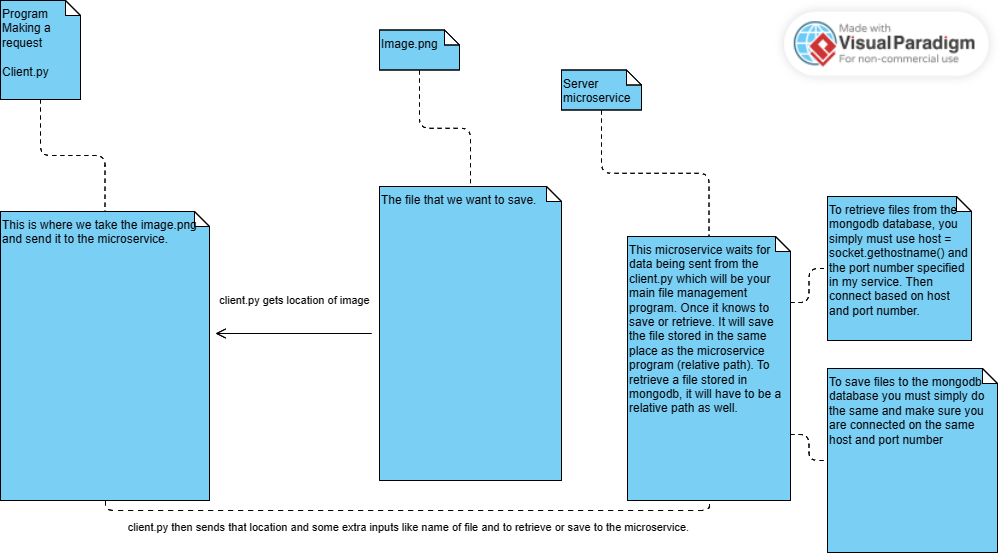 Program
Making a
request
Client.py
Image.png
Made with
Visual Paradigm
For non-commercial use
Server
microservice
This is where we take the image.png
and send it to the microservice.
The file that we want to save.
client.py gets location of image
This microservice waits for
data being sent from the
client.py which will be your
main file management
program. Once it knows to
save or retrieve. It will save
the file stored in the same
place as the microservice
program (relative path). To
retrieve a file stored in
mongodb, it will have to be a
relative path as well.
To retrieve files from the
mongodb database, you
simply must use host =
socket.gethostname() and
the port number specified
in my service. Then
connect based on host
and port number.
To save files to the mongodb
database you must simply do
the same and make sure you
are connected on the same
host and port number
client.py then sends that location and some extra inputs like name of file and to retrieve or save to the microservice.